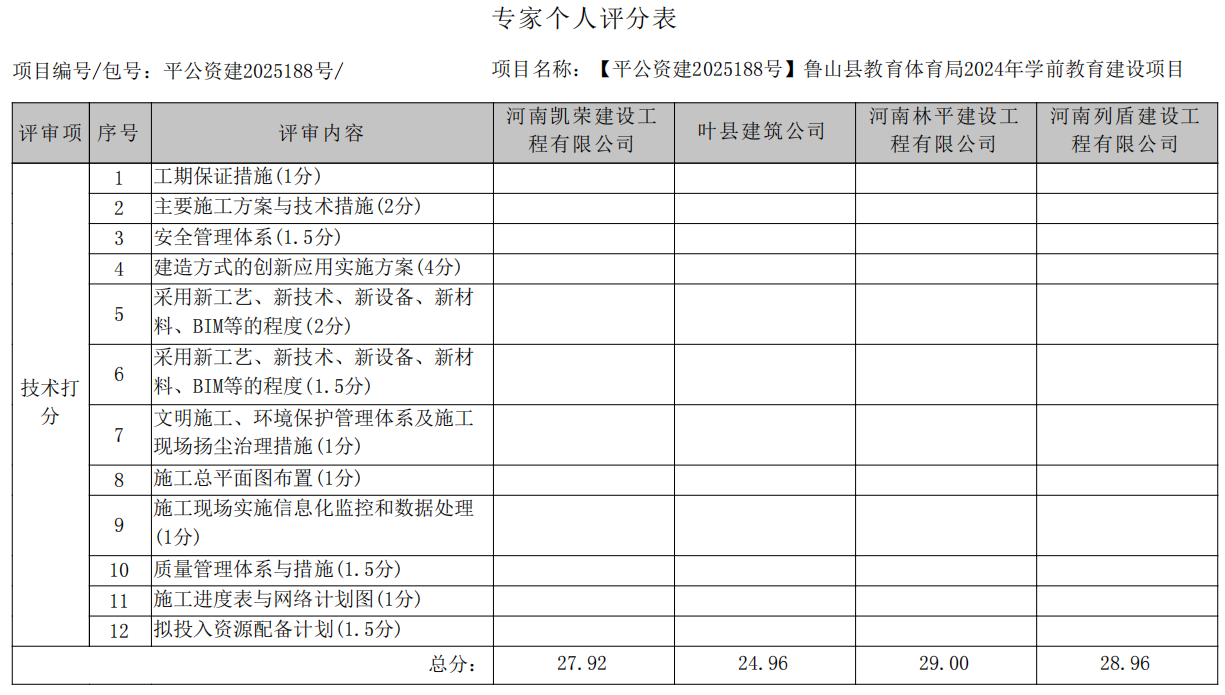 专家个人评分表
项目编号/包号：平公资建2025188号/
项目名称：【平公资建2025188号】鲁山县教育体育局2024年学前教育建设项目
评审项
序号
评审内容
河南凯荣建设工
程有限公司
叶县建筑公司
河南林平建设工
程有限公司
河南列盾建设工
程有限公司
技术打
分
1
工期保证措施(1分)
2
主要施工方案与技术措施(2分)
3
安全管理体系(1.5分)
4
建造方式的创新应用实施方案(4分)
5
采用新工艺、新技术、新设备、新材
料、BIM等的程度(2分)
6
采用新工艺、新技术、新设备、新材
料、BIM等的程度(1.5分)
7
文明施工、环境保护管理体系及施工
现场扬尘治理措施(1分)
8
施工总平面图布置(1分)
9
施工现场实施信息化监控和数据处理
(1分)
10
质量管理体系与措施(1.5分)
11
施工进度表与网络计划图(1分)
12
拟投入资源配备计划(1.5分)
总分：
27.92
24.96
29.00
28.96